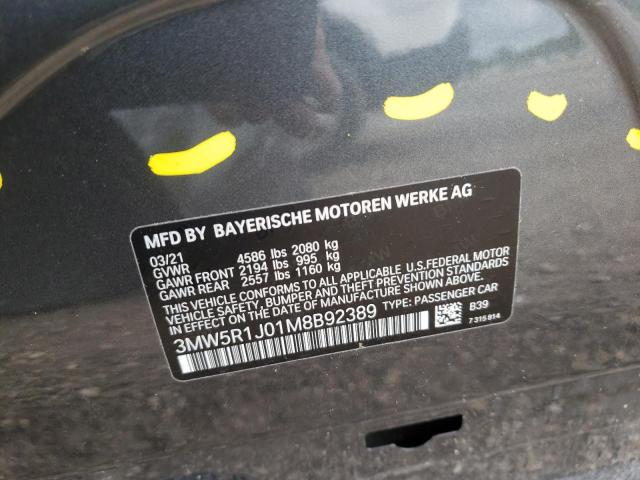 MFD BY BAYERISCHE MOTOREN WERKE AG
03/21
GVWR 4586 lbs 2080 kg
GAWR FRONT 2194 lbs 995 kg
GAWR REAR 2557 lbs 1160 kg
THIS VEHICLE CONFORMS TO ALL APPLICABLE U.S.FEDERAL MOTOR
VEHICLE SAFETY, BUMPER AND THEFT PREVENTION STANDARDS
IN EFFECT ON THE DATE OF MANUFACTURE SHOWN ABOVE.
3MW5R1J01M8B92389 TYPE: PASSENGER CAR
B39
7 315 814